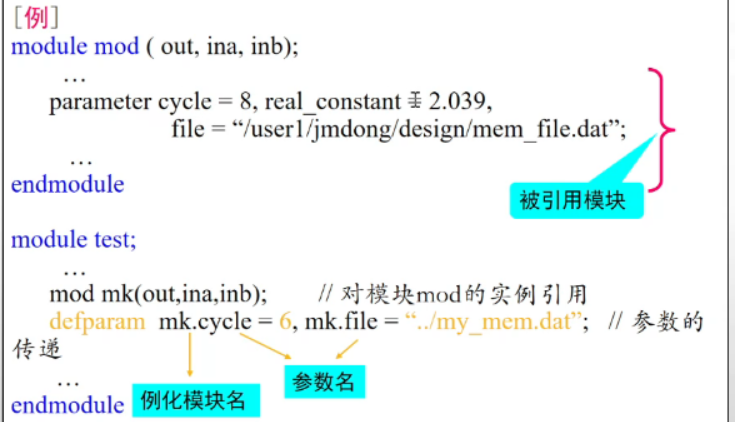 [例]
module mod ( out, ina, inb);
…
parameter cycle = 8, real_constant = 2.039,
file = “/user1/jmdong/design/mem_file.dat”;
…
endmodule
被引用模块
module test;
…
mod mk(out,ina,inb); // 对模块mod的实例引用
defparam mk.cycle = 6, mk.file = “../my_mem.dat”; // 参数的
传递
…
参数名
例化模块名
endmodule